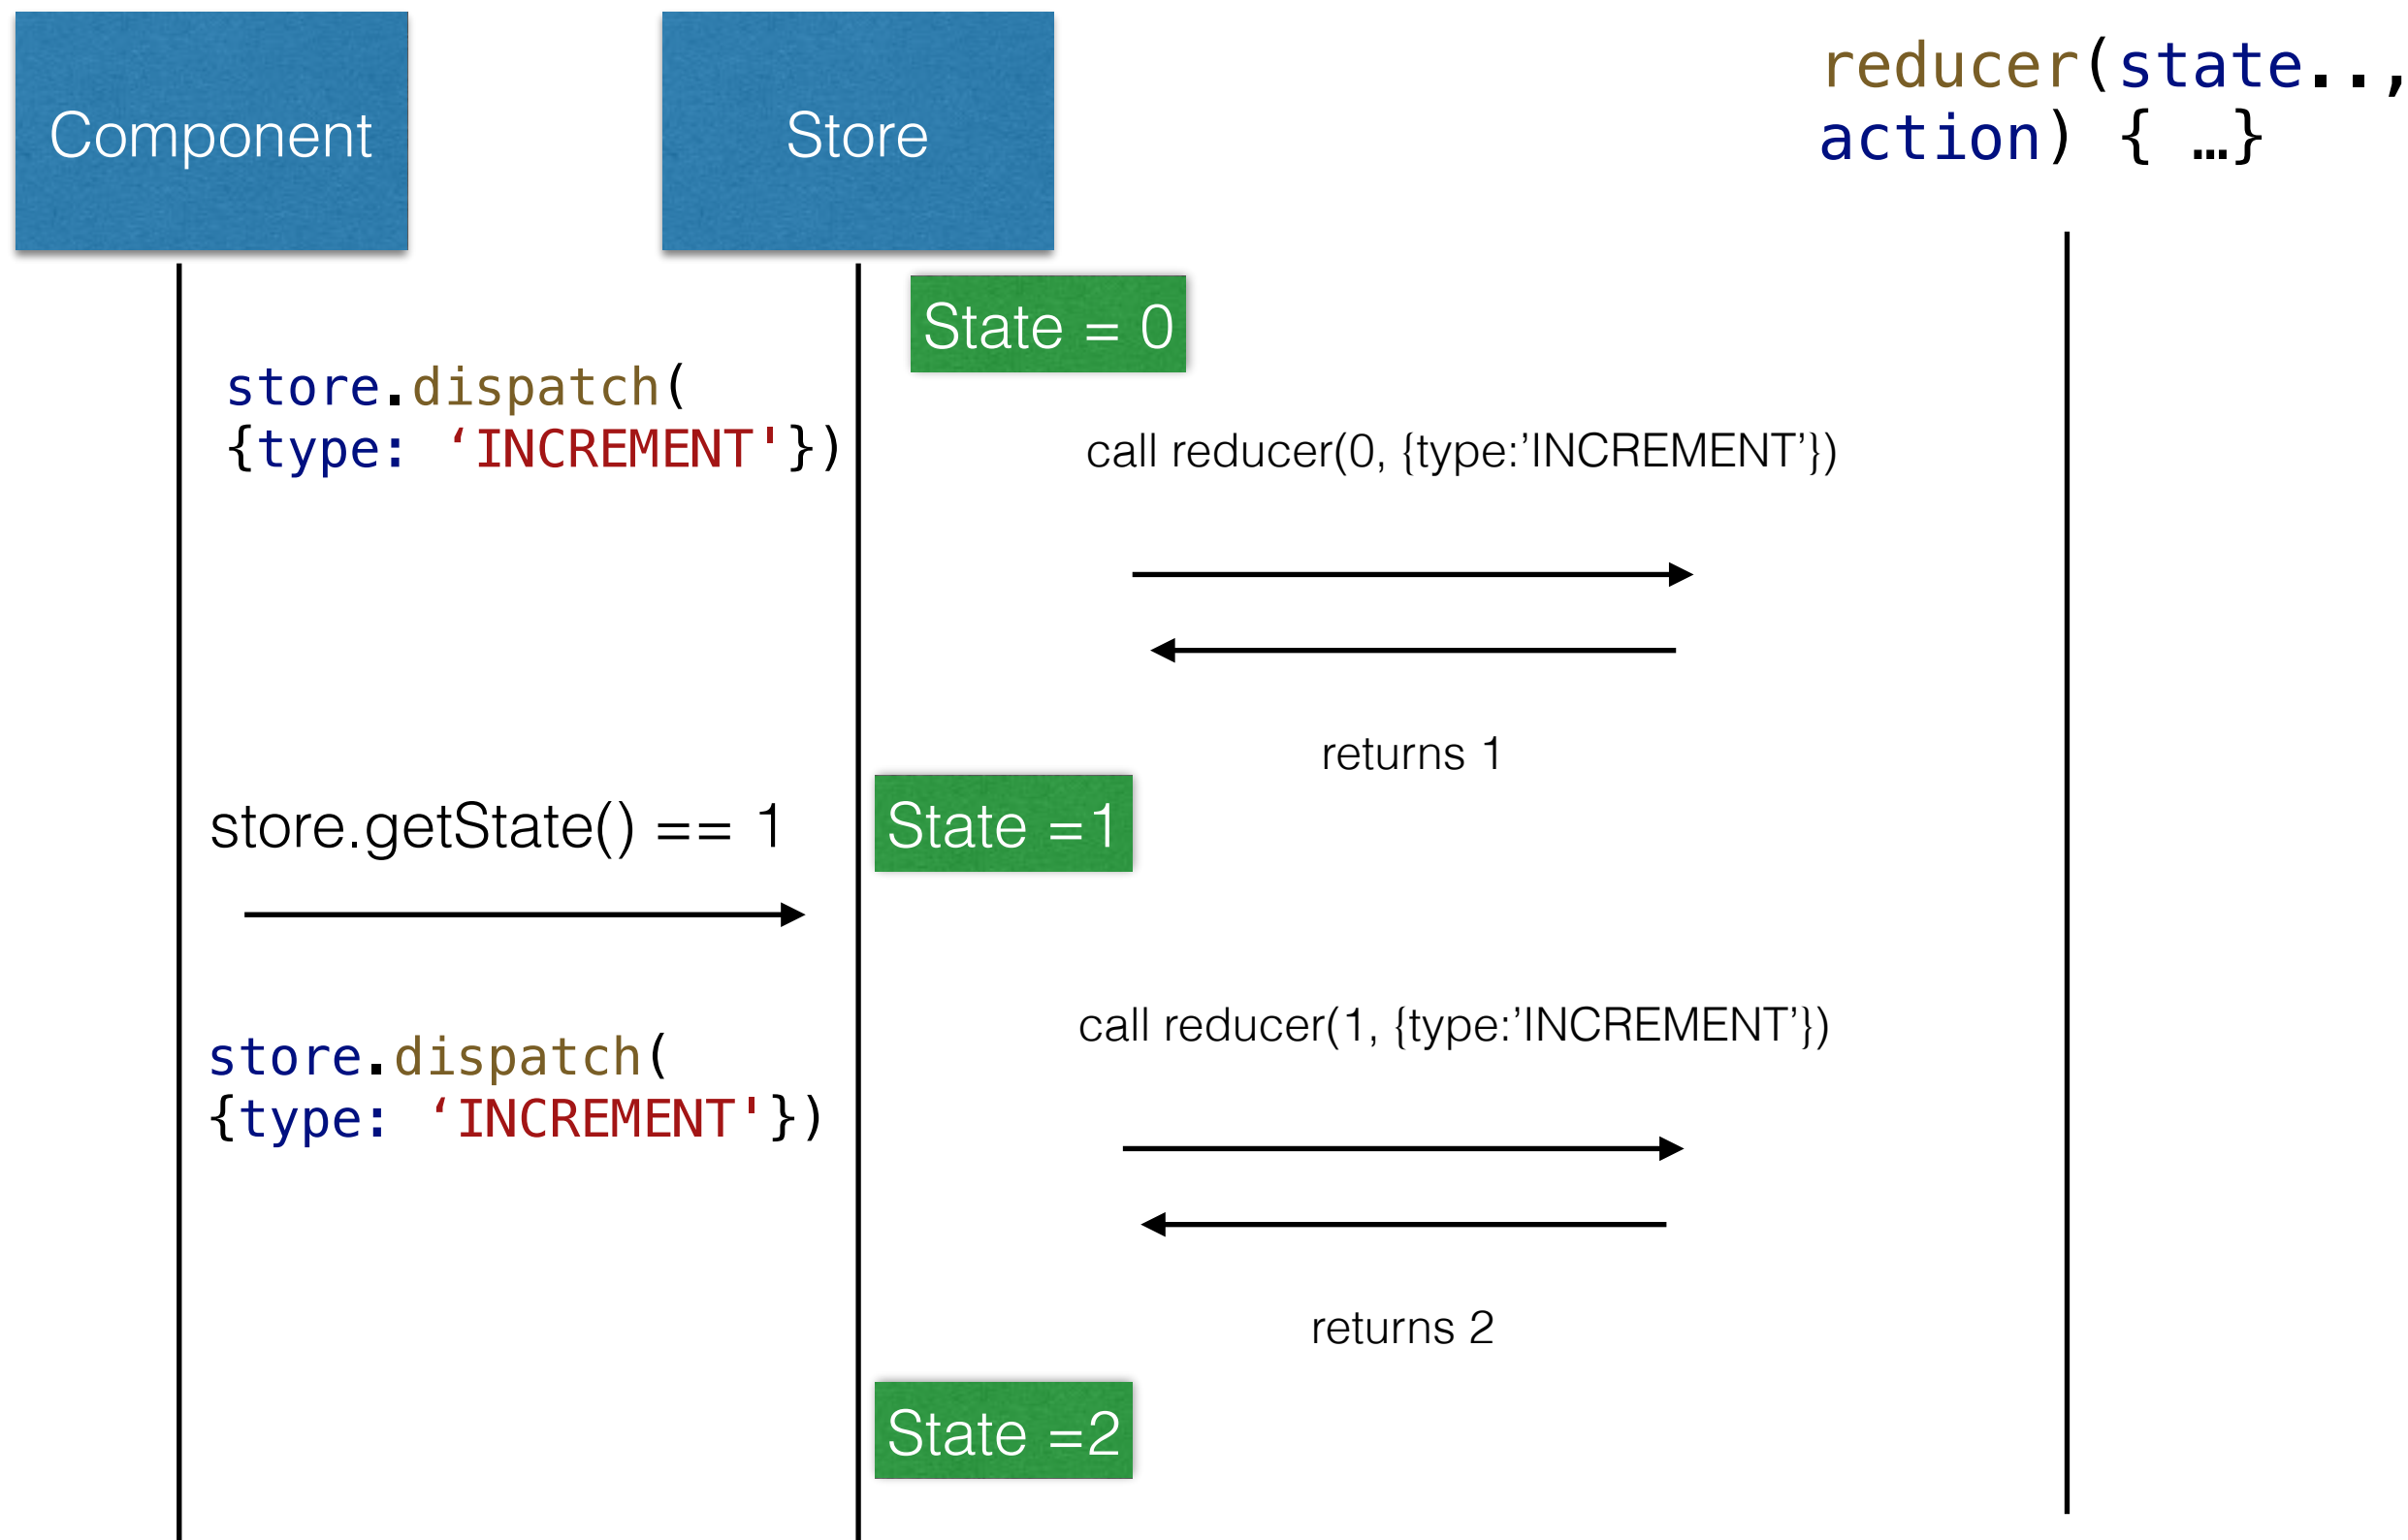 Component
Store
reducer(state..,
action) { …}
State = 0
store.dispatch(
{type: ‘INCREMENT'})
call reducer(0, {type:’INCREMENT’})
returns 1
store.getState() == 1
State =1
call reducer(1, {type:’INCREMENT’})
store.dispatch(
{type: ‘INCREMENT'})
returns 2
State =2